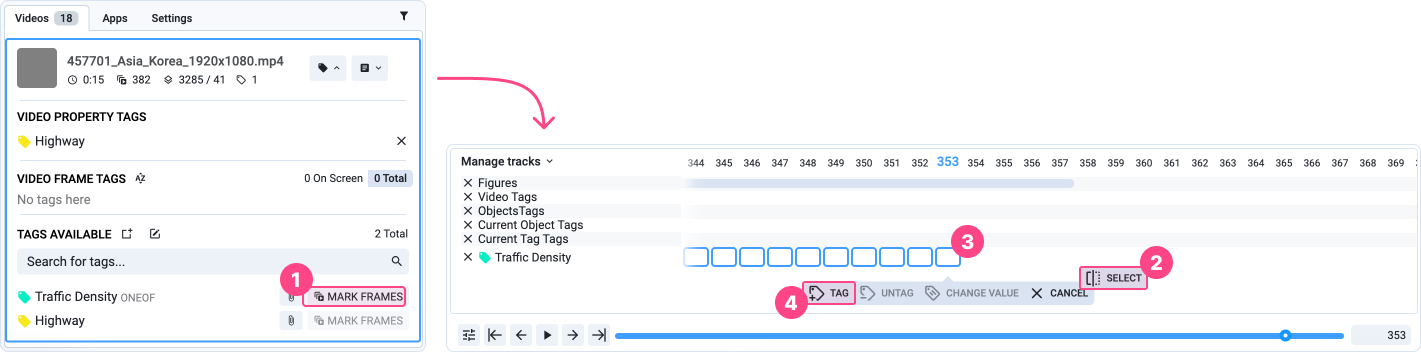 Videos 18 Apps Settings
457701_Asia_Korea_1920x1080.mp4
0:15 382 3285 / 41 1
VIDEO PROPERTY TAGS
Highway
VIDEO FRAME TAGS 0 On Screen 0 Total
No tags here
TAGS AVAILABLE 2 Total
Search for tags...
1
Traffic Density ONEOF MARK FRAMES
Highway MARK FRAMES
Manage tracks 344 345 346 347 348 349 350 351 352 353 354 355 356 357 358 359 360 361 362 363 364 365 366 367 368 369
Figures
Video Tags
ObjectsTags
Current Object Tags
Current Tag Tags
Traffic Density
3
2
SELECT
4
TAG UNTAG CHANGE VALUE CANCEL
353